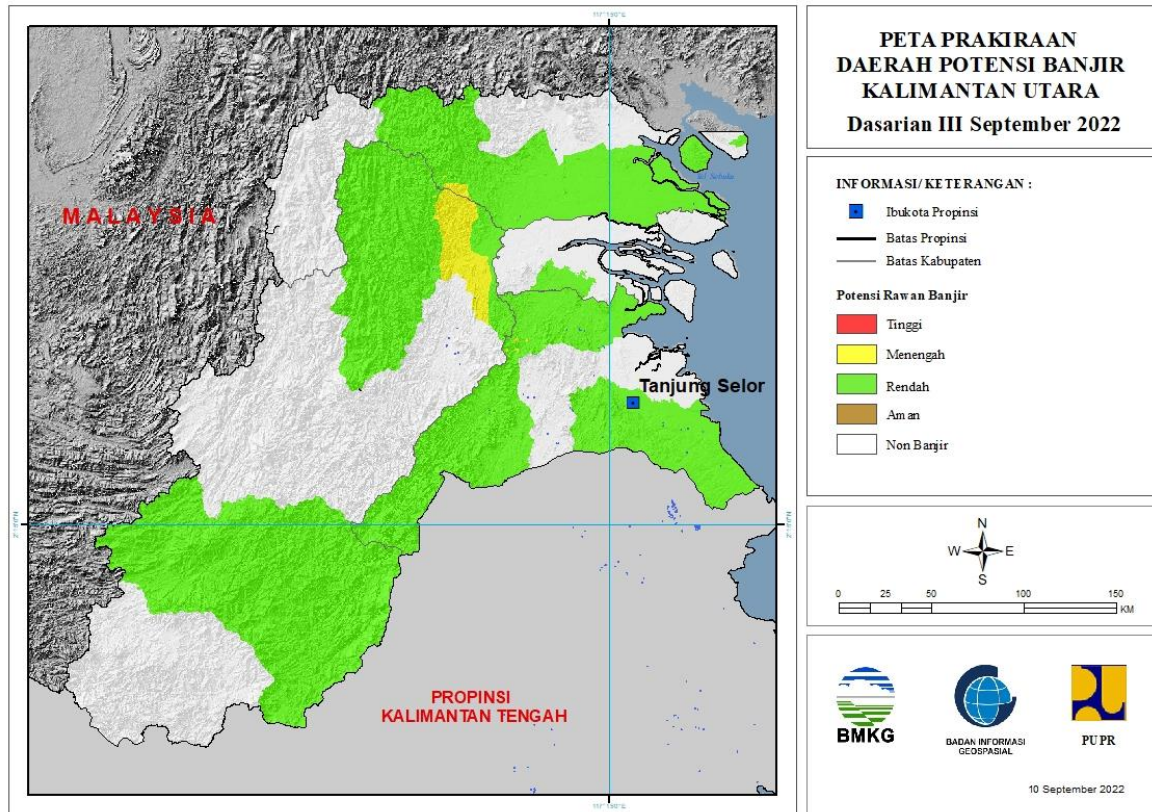 PETA PRAKIRAAN
DAERAH POTENSI BANJIR
KALIMANTAN UTARA
Dasarian III September 2022
INFORMASI/ KETERANGAN :
Ibukota Propinsi
Batas Propinsi
Batas Kabupaten
Potensi Rawan Banjir
Tinggi
Menengah
Rendah
Aman
Non Banjir
MALAYSIA
Tanjung Selor
PROPINSI
KALIMANTAN TENGAH
N
W E
S
0 25 50 100 150
KM
BMKG
BADAN INFORMASI
GEOSPASIAL
PUPR
10 September 2022